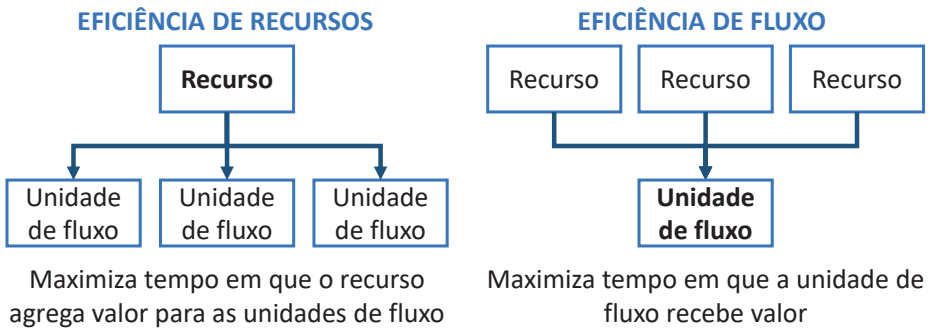 EFICIÊNCIA DE RECURSOS
Recurso
Unidade
de fluxo
Unidade
de fluxo
Unidade
de fluxo
Maximiza tempo em que o recurso
agrega valor para as unidades de fluxo
EFICIÊNCIA DE FLUXO
Recurso
Recurso
Recurso
Unidade
de fluxo
Maximiza tempo em que a unidade de
fluxo recebe valor